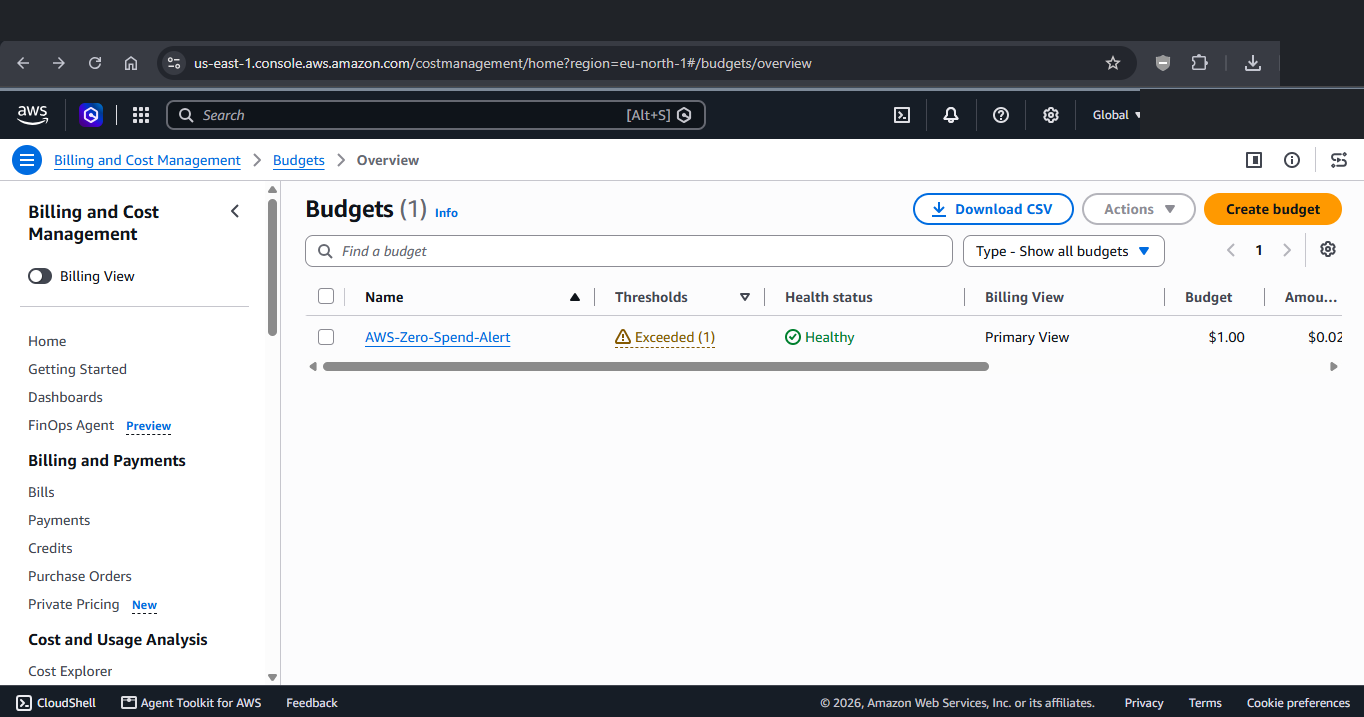 us-east-1.console.aws.amazon.com/costmanagement/home?region=eu-north-1#/budgets/overview
aws
Search [Alt+S]
Global
Billing and Cost Management Budgets Overview
Billing and Cost Management
Billing View
Home
Getting Started
Dashboards
FinOps Agent Preview
Billing and Payments
Bills
Payments
Credits
Purchase Orders
Private Pricing New
Cost and Usage Analysis
Cost Explorer
Budgets (1) Info
Download CSV Actions Create budget
Find a budget
Type - Show all budgets
1
Name Thresholds Health status Billing View Budget Amou...
AWS-Zero-Spend-Alert Exceeded (1) Healthy Primary View $1.00 $0.02
CloudShell Agent Toolkit for AWS Feedback © 2026, Amazon Web Services, Inc. or its affiliates. Privacy Terms Cookie preferences